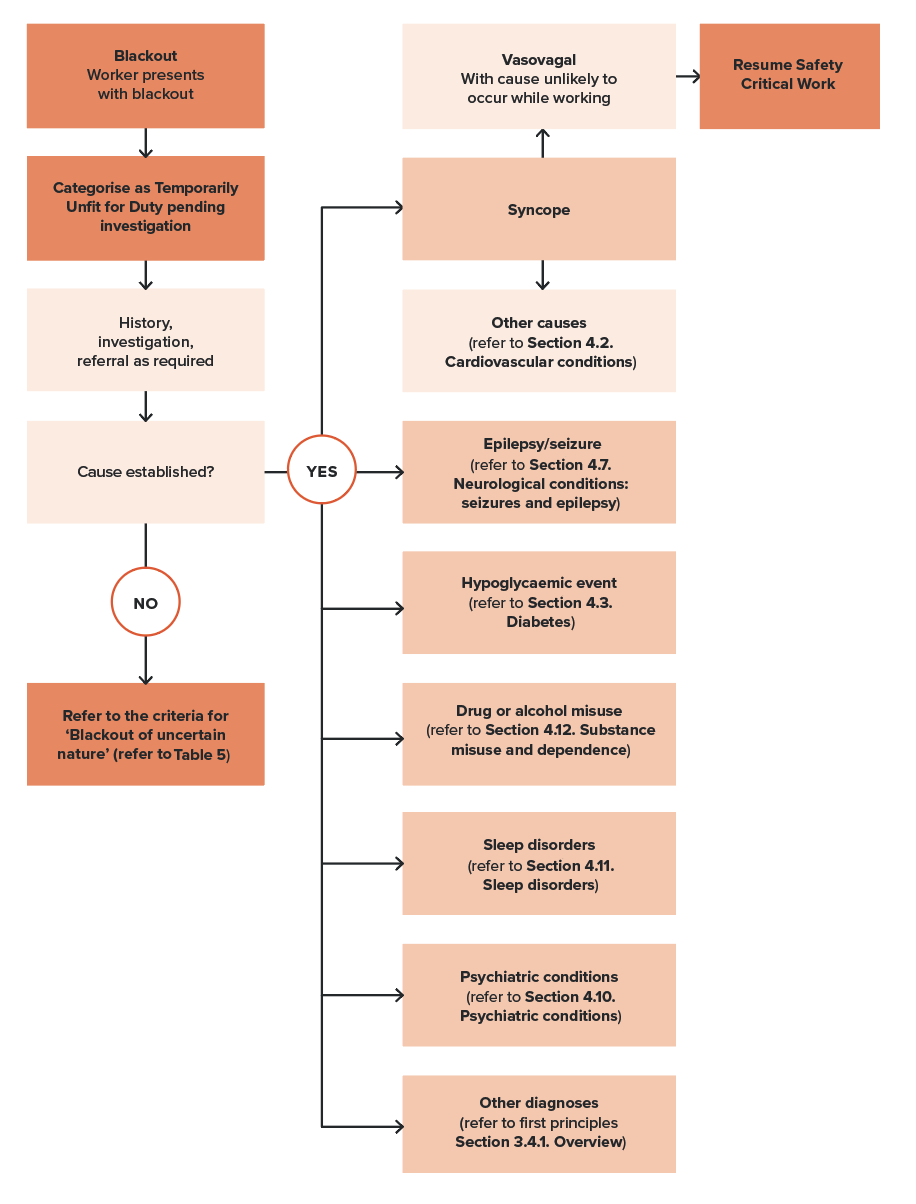 Blackout
Worker presents
with blackout
Categorise as Temporarily
Unfit for Duty pending
investigation
History,
investigation,
referral as required
Cause established?
NO
Refer to the criteria for
‘Blackout of uncertain
nature’ (refer to Table 5)
YES
Vasovagal
With cause unlikely to
occur while working
Resume Safety
Critical Work
Syncope
Other causes
(refer to Section 4.2.
Cardiovascular conditions)
Epilepsy/seizure
(refer to Section 4.7.
Neurological conditions:
seizures and epilepsy)
Hypoglycaemic event
(refer to Section 4.3.
Diabetes)
Drug or alcohol misuse
(refer to Section 4.12. Substance
misuse and dependence)
Sleep disorders
(refer to Section 4.11.
Sleep disorders)
Psychiatric conditions
(refer to Section 4.10.
Psychiatric conditions)
Other diagnoses
(refer to first principles
Section 3.4.1. Overview)